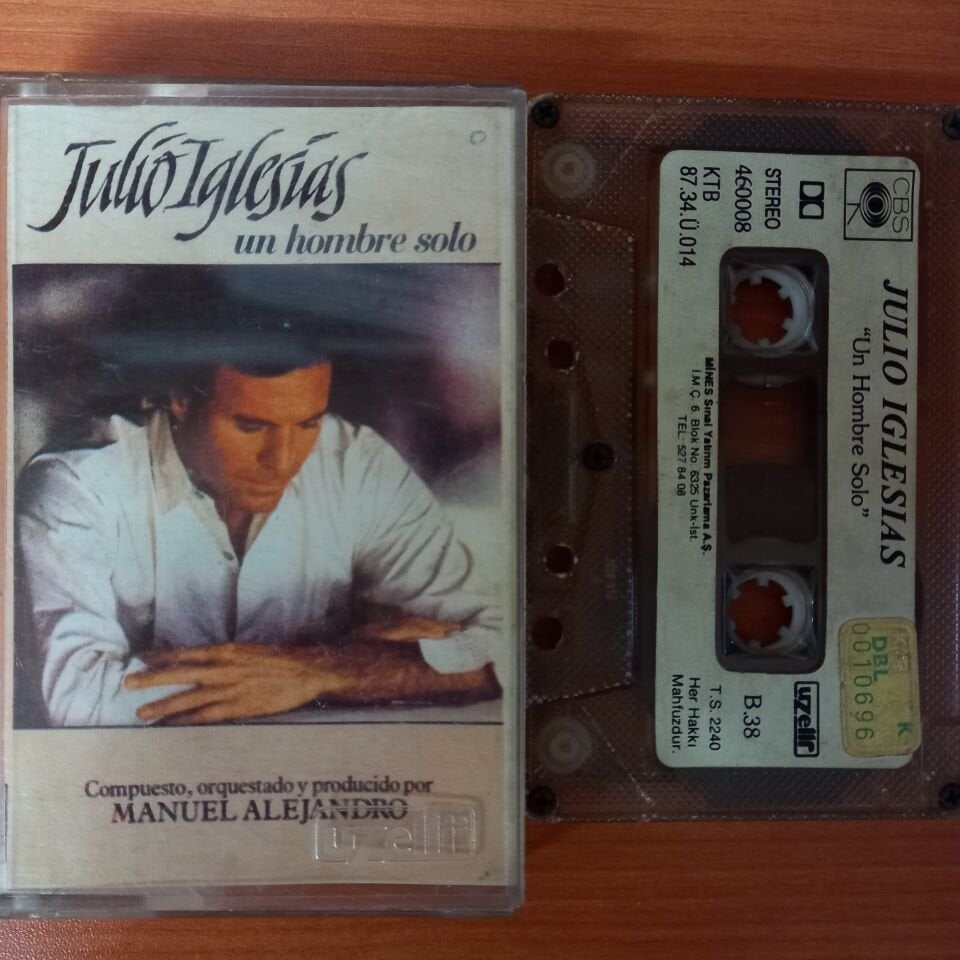 Julio Iglesias
un hombre solo
Compuesto, orquestado y producido por
MANUEL ALEJANDRO
uzelli
CBS
JULIO IGLESIAS
“Un Hombre Solo”
STEREO
460008
KTB
87.34.Ü.014
MİNES Sınai Yatırım Pazarlama A.Ş.
İ.M.Ç. 6. Blok No: 6325 Unk-İst.
TEL: 527 84 08
uzelli
B.38
T.S. 2240
Her Hakkı
Mahfuzdur.
DBL K
0010696